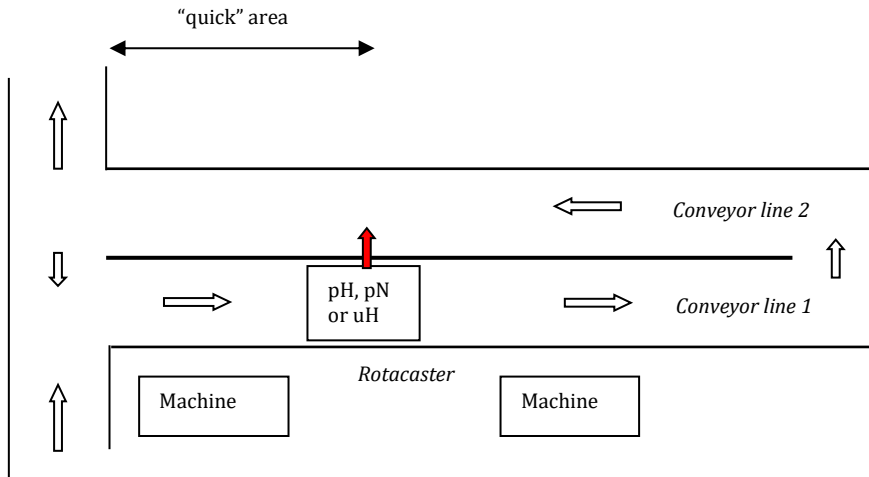 “quick” area
Conveyor line 2
pH, pN
or uH
Conveyor line 1
Rotacaster
Machine
Machine